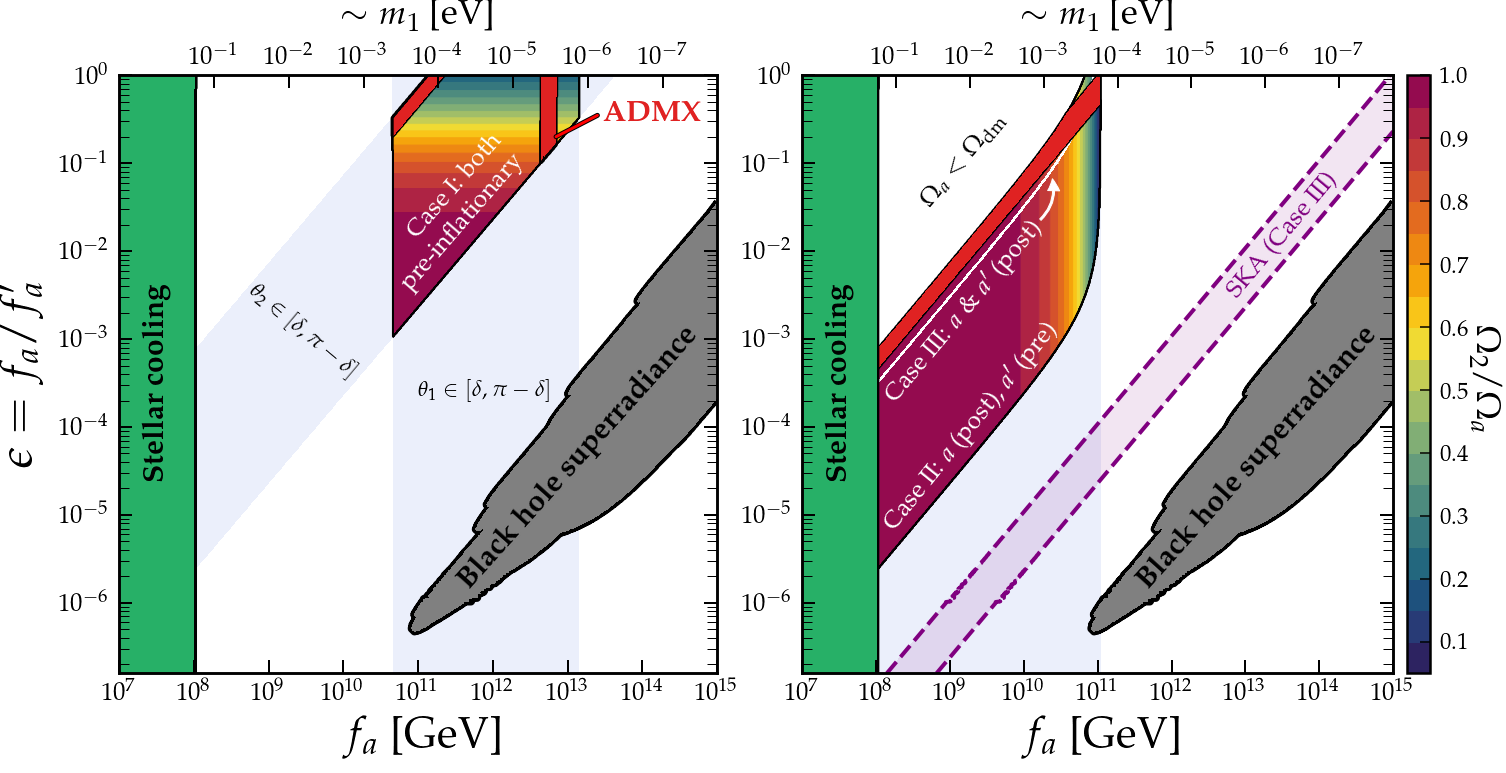 ∼ m₁ [eV]
10⁻¹ 10⁻² 10⁻³ 10⁻⁴ 10⁻⁵ 10⁻⁶ 10⁻⁷
10⁰
10⁻¹
10⁻²
10⁻³
10⁻⁴
10⁻⁵
10⁻⁶
ϵ = fₐ/fₐ′
Stellar cooling
θ₂ ∈ [δ, π − δ]
Case I: both
pre-inflationary
ADMX
θ₁ ∈ [δ, π − δ]
Black hole superradiance
10⁷ 10⁸ 10⁹ 10¹⁰ 10¹¹ 10¹² 10¹³ 10¹⁴ 10¹⁵
fₐ [GeV]
∼ m₁ [eV]
10⁻¹ 10⁻² 10⁻³ 10⁻⁴ 10⁻⁵ 10⁻⁶ 10⁻⁷
10⁰
10⁻¹
10⁻²
10⁻³
10⁻⁴
10⁻⁵
10⁻⁶
Stellar cooling
Ωₐ < Ω_dm
Case III: a & a′ (post)
Case II: a (post), a′ (pre)
SKA (Case III)
Black hole superradiance
10⁷ 10⁸ 10⁹ 10¹⁰ 10¹¹ 10¹² 10¹³ 10¹⁴ 10¹⁵
fₐ [GeV]
1.0
0.9
0.8
0.7
0.6
0.5
0.4
0.3
0.2
0.1
Ω₂/Ωₐ